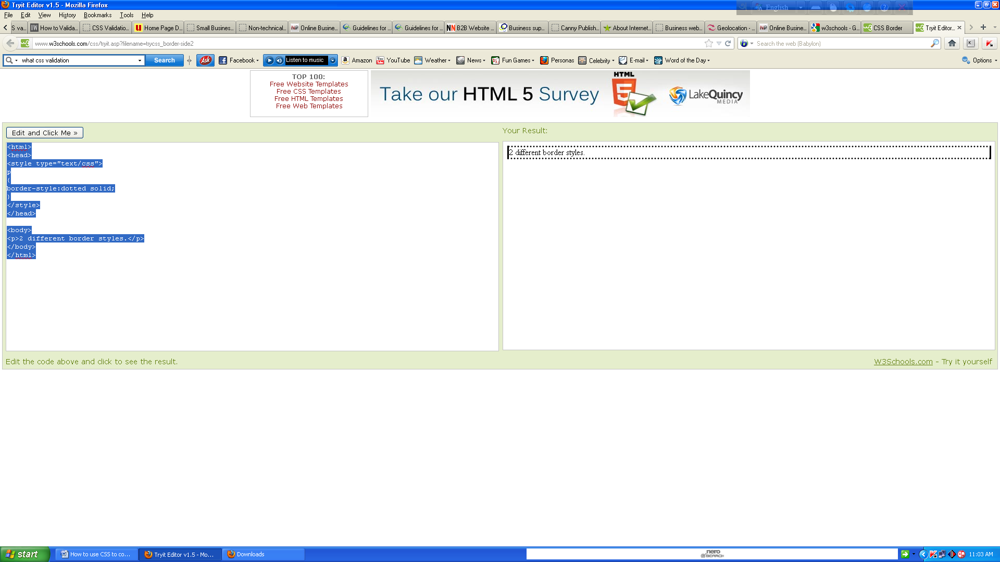 Tryit Editor v1.5 - Mozilla Firefox
English
File Edit View History Bookmarks Tools Help
S va... How to Valida... CSS Validatio... Home Page D... Small Business... Non-technical... Online Busine... Guidelines for ... Guidelines for ... B2B Website ... Business sup... Canny Publish... About Internet... Business web... Geolocation - ... Online Busine... w3schools - G... CSS Border Tryit Editor...
www.w3schools.com/css/tryit.asp?filename=trycss_border-side2
Search the web (Babylon)
what css validation Search Ask Facebook Listen to music Amazon YouTube Weather News Fun Games Personas Celebrity E-mail Word of the Day Options
TOP 100:
Free Website Templates
Free CSS Templates
Free HTML Templates
Free Web Templates
HTML
Take our HTML 5 Survey
LakeQuincy
MEDIA
Edit and Click Me »
Your Result:
<html>
<head>
<style type="text/css">
p
{
border-style:dotted solid;
}
</style>
</head>
<body>
<p>2 different border styles.</p>
</body>
</html>
2 different border styles.
Edit the code above and click to see the result.
W3Schools.com - Try it yourself
start How to use CSS to co... Tryit Editor v1.5 - Mo... Downloads
nero
SEARCH
11:03 AM